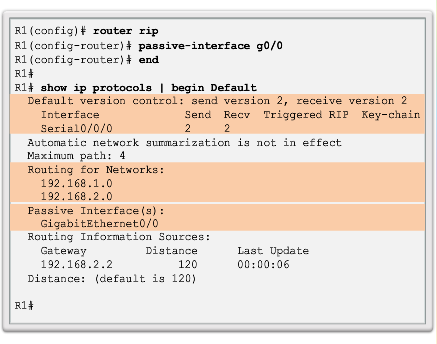 R1(config)# router rip
R1(config-router)# passive-interface g0/0
R1(config-router)# end
R1#
R1# show ip protocols | begin Default
Default version control: send version 2, receive version 2
Interface Send Recv Triggered RIP Key-chain
Serial0/0/0 2 2
Automatic network summarization is not in effect
Maximum path: 4
Routing for Networks:
192.168.1.0
192.168.2.0
Passive Interface(s):
GigabitEthernet0/0
Routing Information Sources:
Gateway Distance Last Update
192.168.2.2 120 00:00:06
Distance: (default is 120)
R1#